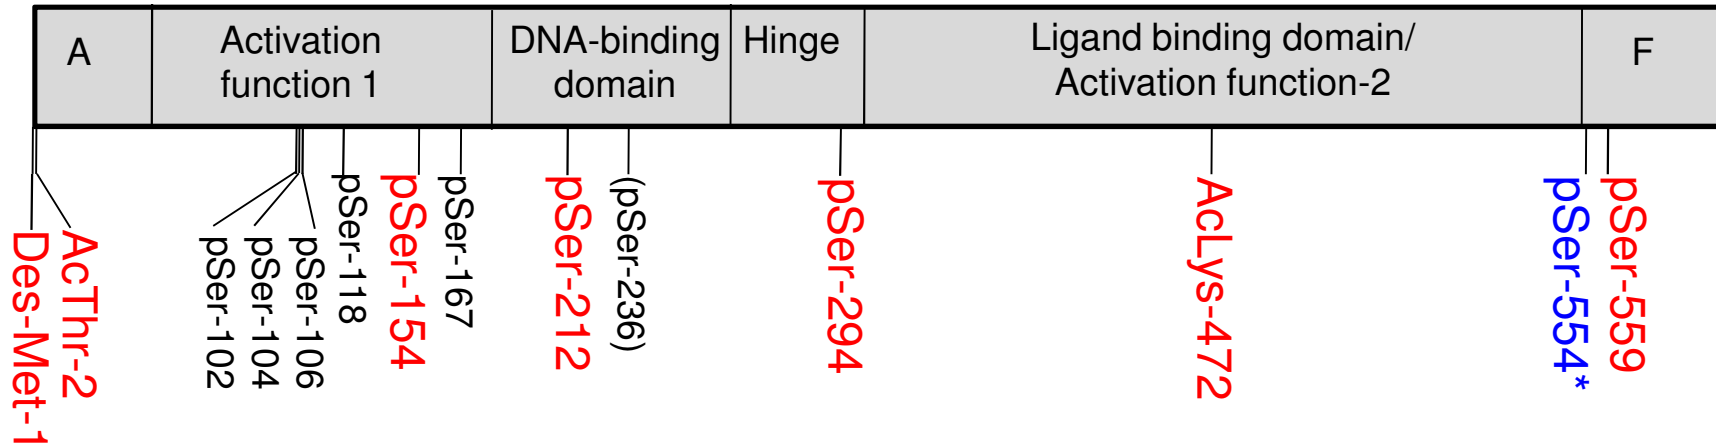 A
Activation
function 1
DNA-binding
domain
Hinge
Ligand binding domain/
Activation function-2
F
Des-Met-1
AcThr-2
pSer-102
pSer-104
pSer-106
pSer-118
pSer-154
pSer-167
pSer-212
(pSer-236)
pSer-294
AcLys-472
pSer-554*
pSer-559